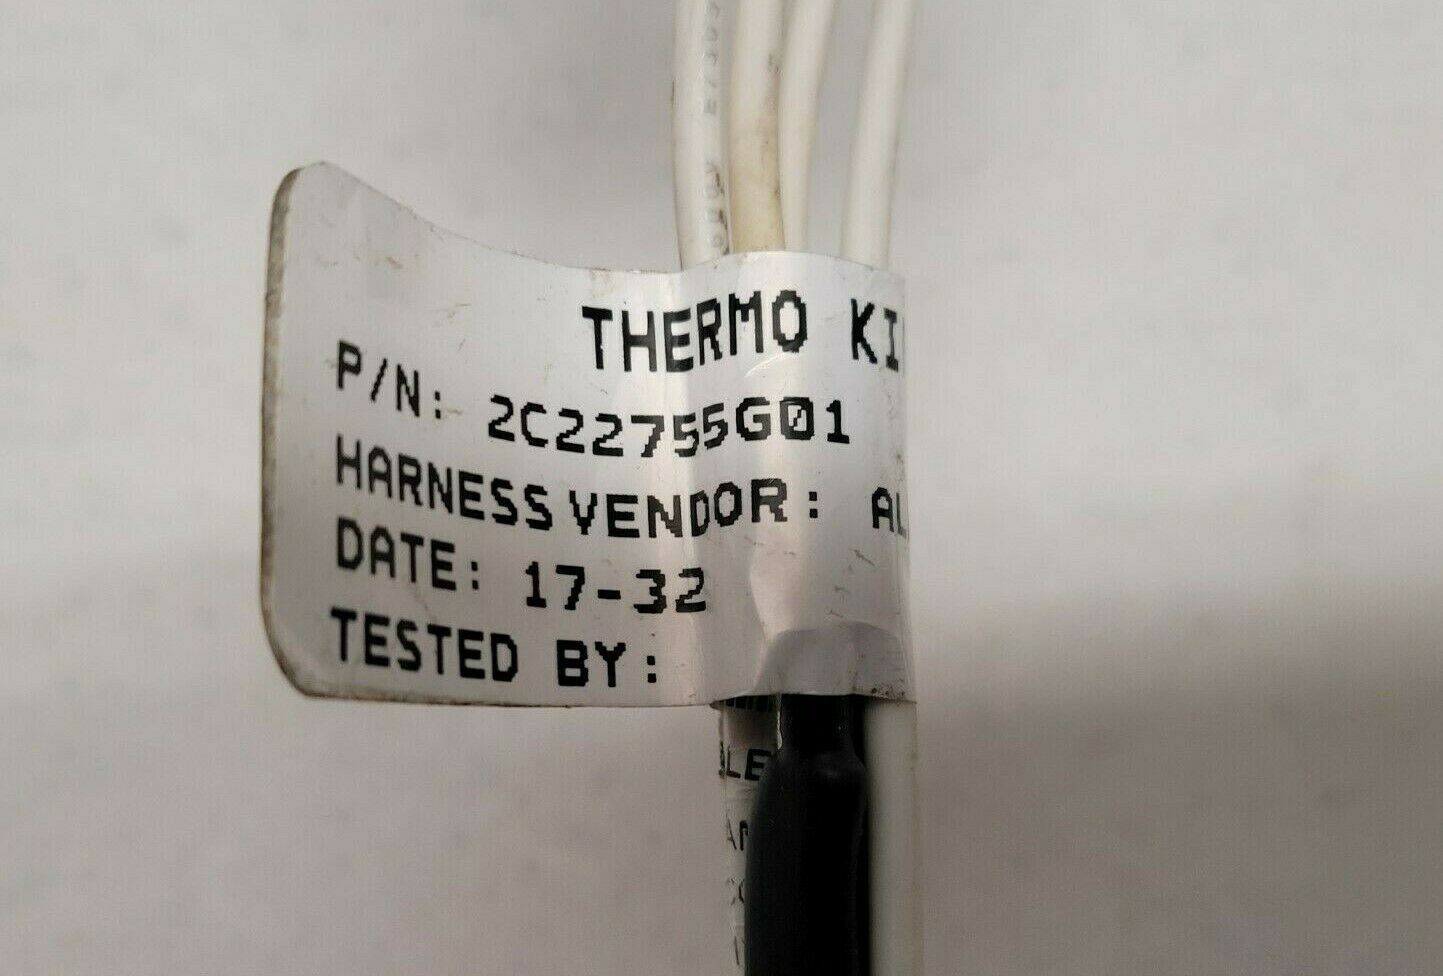 THERMO KI
P/N: 2C22755G01
HARNESS VENDOR: AL
DATE: 17-32
TESTED BY: